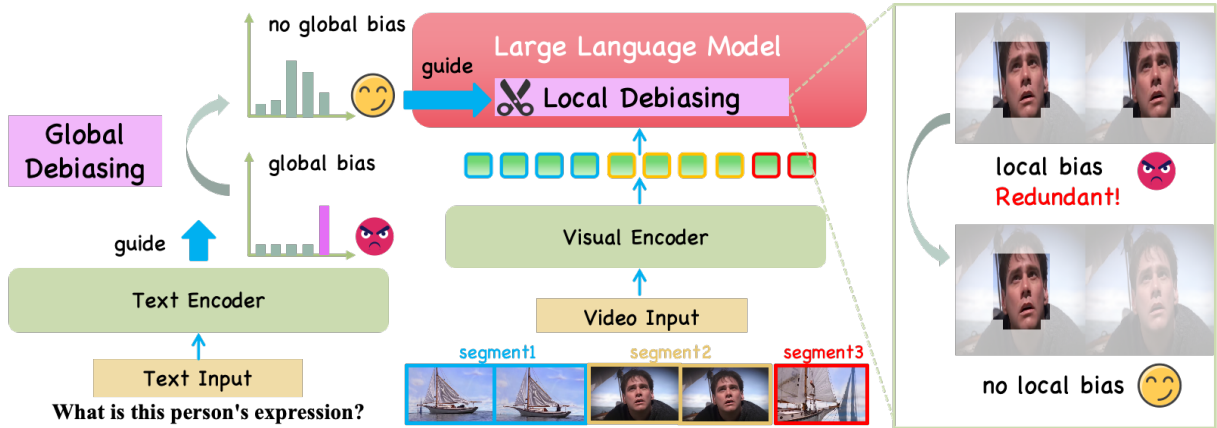 no global bias
guide
Large Language Model
Local Debiasing
Global
Debiasing
global bias
guide
Text Encoder
Text Input
What is this person's expression?
Visual Encoder
Video Input
segment1
segment2
segment3
local bias
Redundant!
no local bias